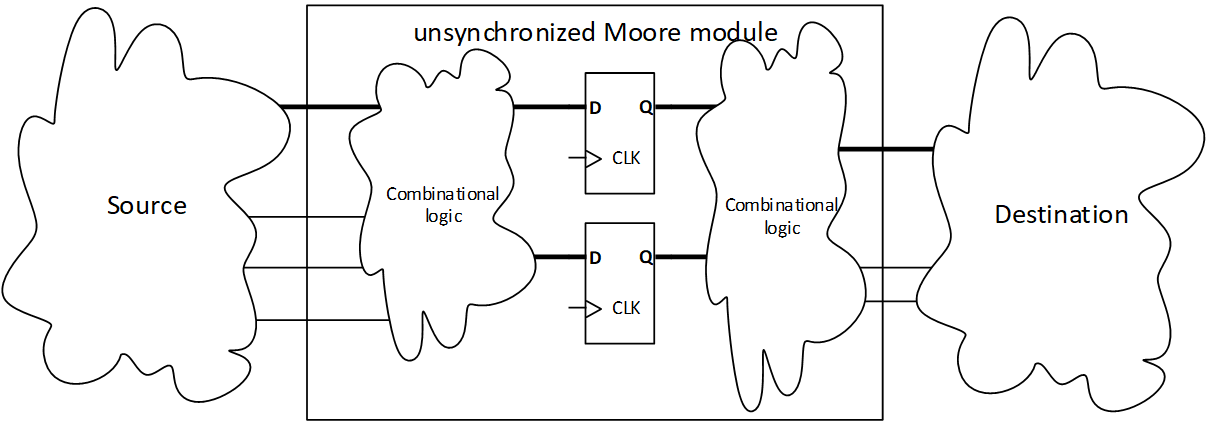 unsynchronized Moore module
Source
Combinational
logic
D
Q
CLK
D
Q
CLK
Combinational
logic
Destination